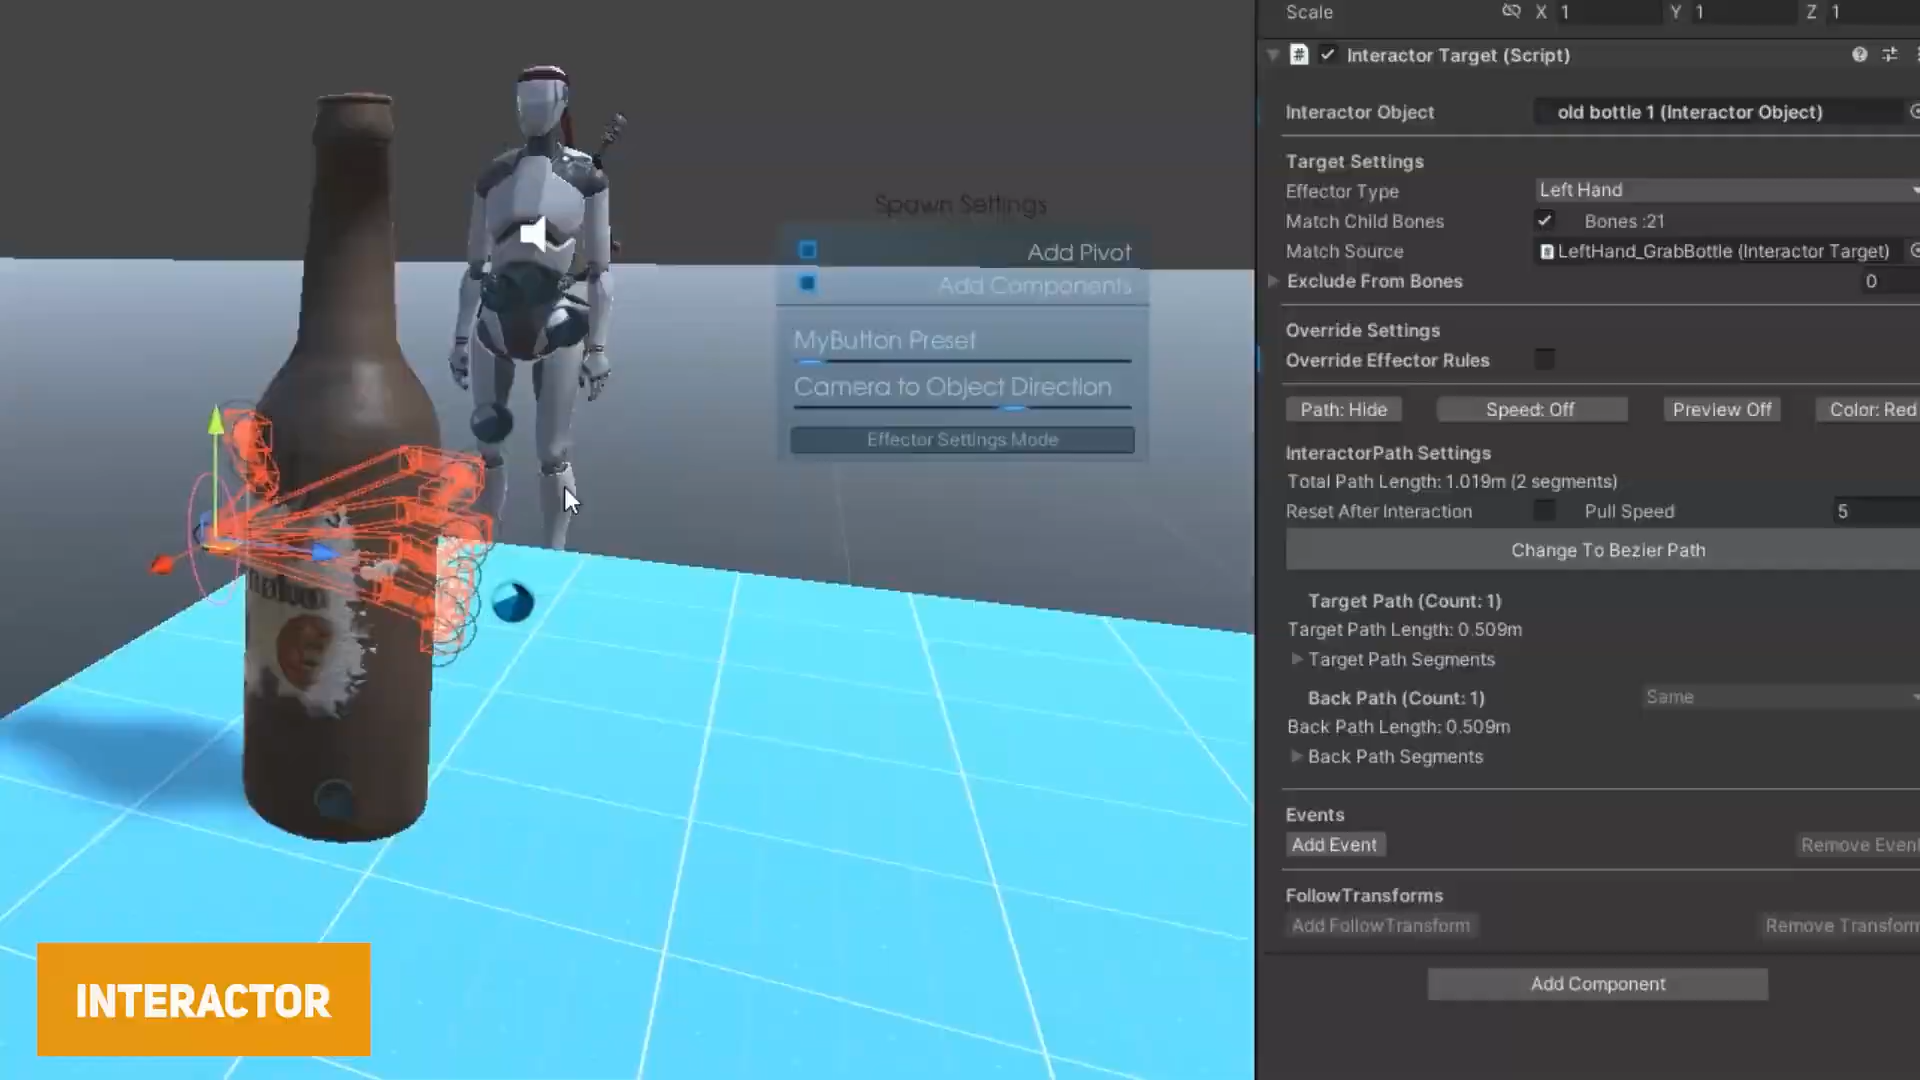 Scale X 1 Y 1 Z 1
Interactor Target (Script)
Interactor Object old bottle 1 (Interactor Object)
Target Settings
Effector Type Left Hand
Match Child Bones Bones :21
Match Source LeftHand_GrabBottle (Interactor Target)
Exclude From Bones 0
Override Settings
Override Effector Rules
Path: Hide Speed: Off Preview Off Color: Red
InteractorPath Settings
Total Path Length: 1.019m (2 segments)
Reset After Interaction Pull Speed 5
Change To Bezier Path
Target Path (Count: 1)
Target Path Length: 0.509m
Target Path Segments
Back Path (Count: 1) Same
Back Path Length: 0.509m
Back Path Segments
Events
Add Event Remove Even
FollowTransforms
Add FollowTransform Remove Transform
Add Component
Spawn Settings
Add Pivot
Add Components
MyButton Preset
Camera to Object Direction
Effector Settings Mode
INTERACTOR